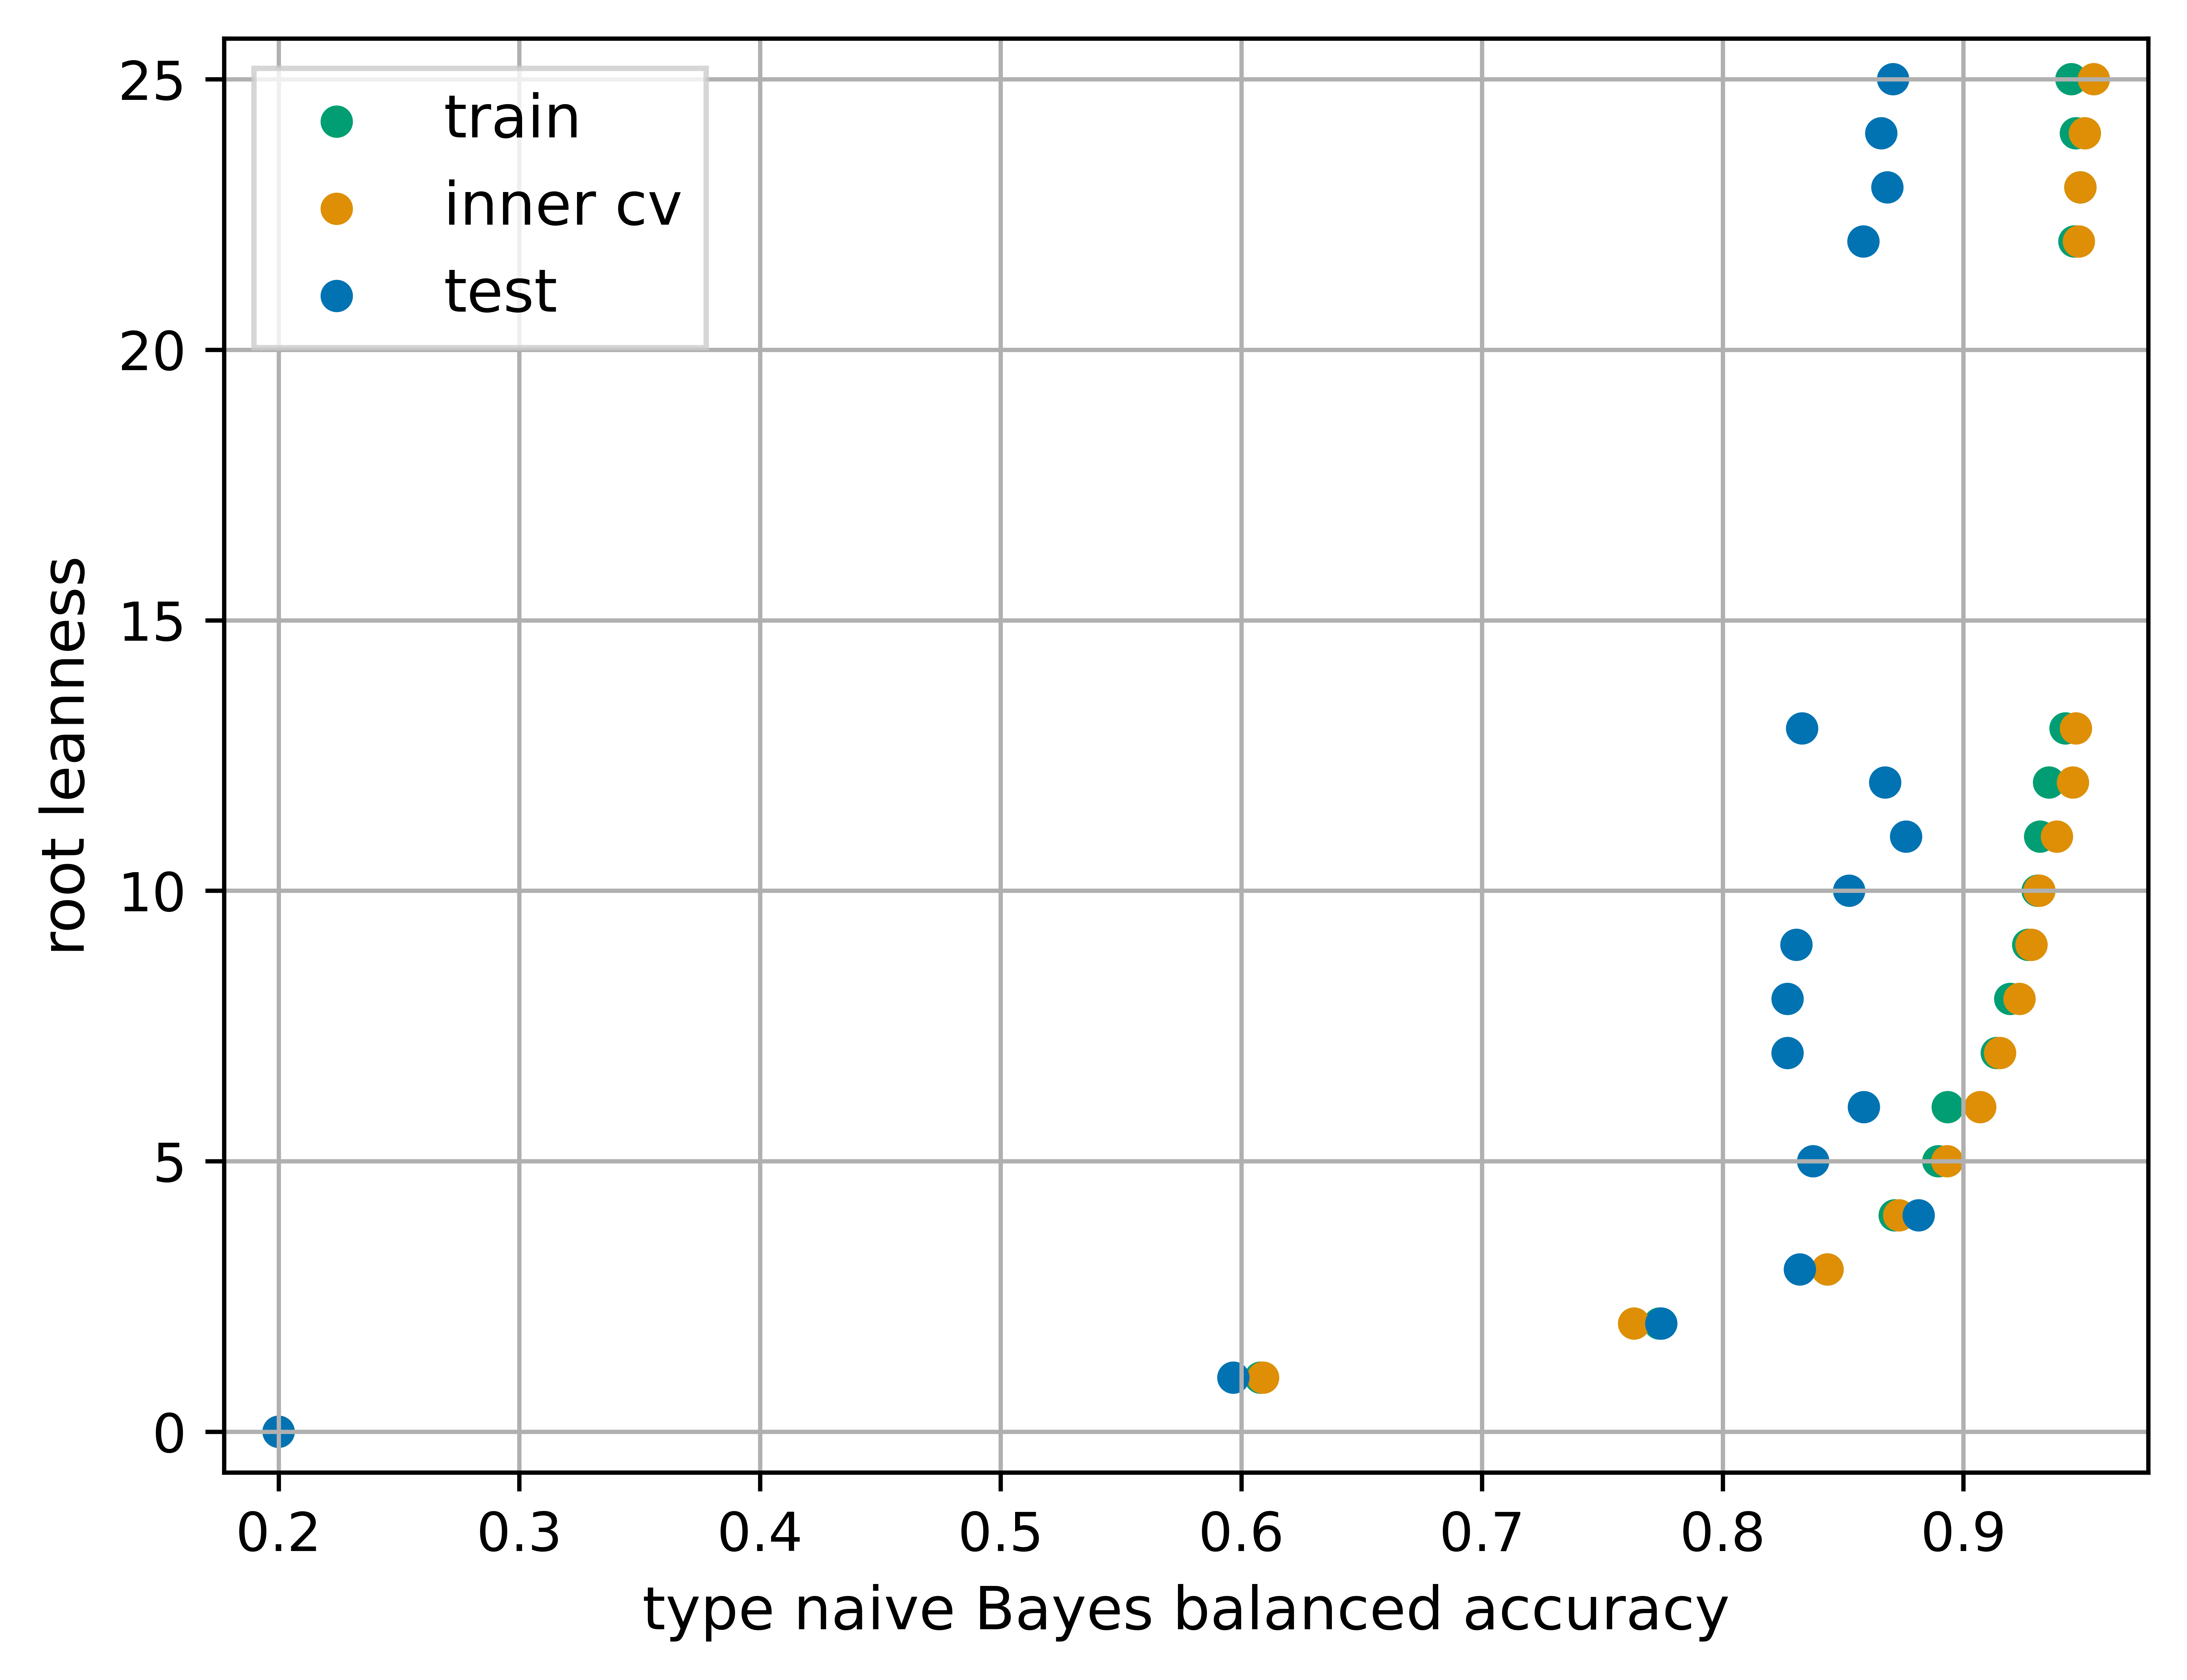 25
20
15
10
5
0
root leanness
train
inner cv
test
0.2 0.3 0.4 0.5 0.6 0.7 0.8 0.9
type naive Bayes balanced accuracy